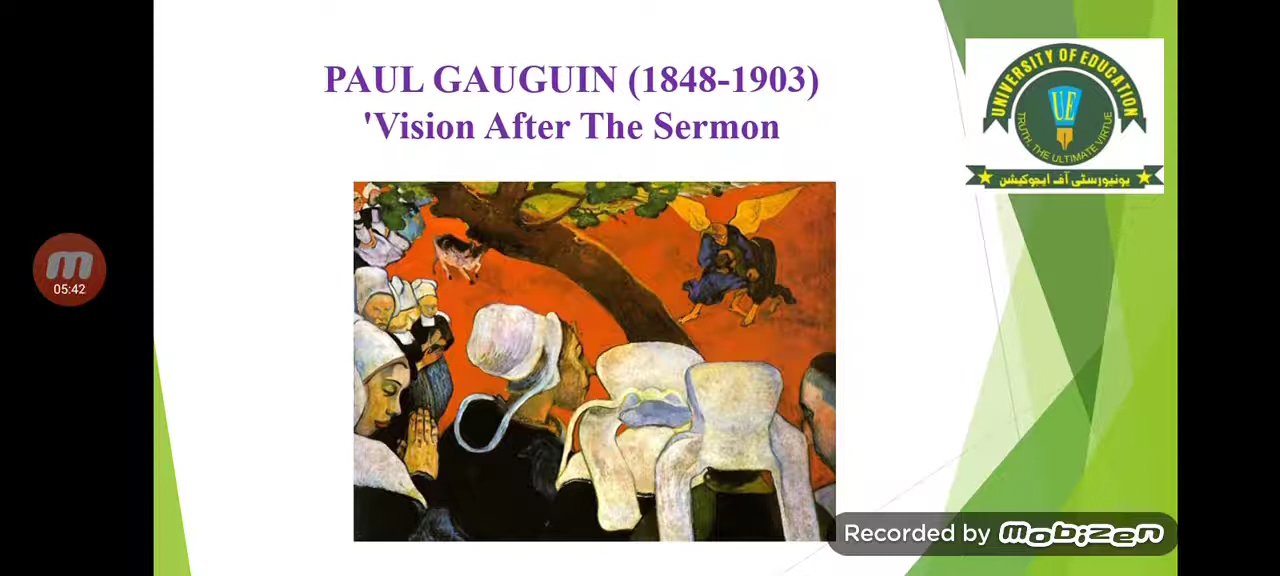 PAUL GAUGUIN (1848-1903)
'Vision After The Sermon
UNIVERSITY OF EDUCATION
UE
TRUTH, THE ULTIMATE VIRTUE
یونیورسٹی آف ایجوکیشن
05:42
Recorded by MOBIZEN